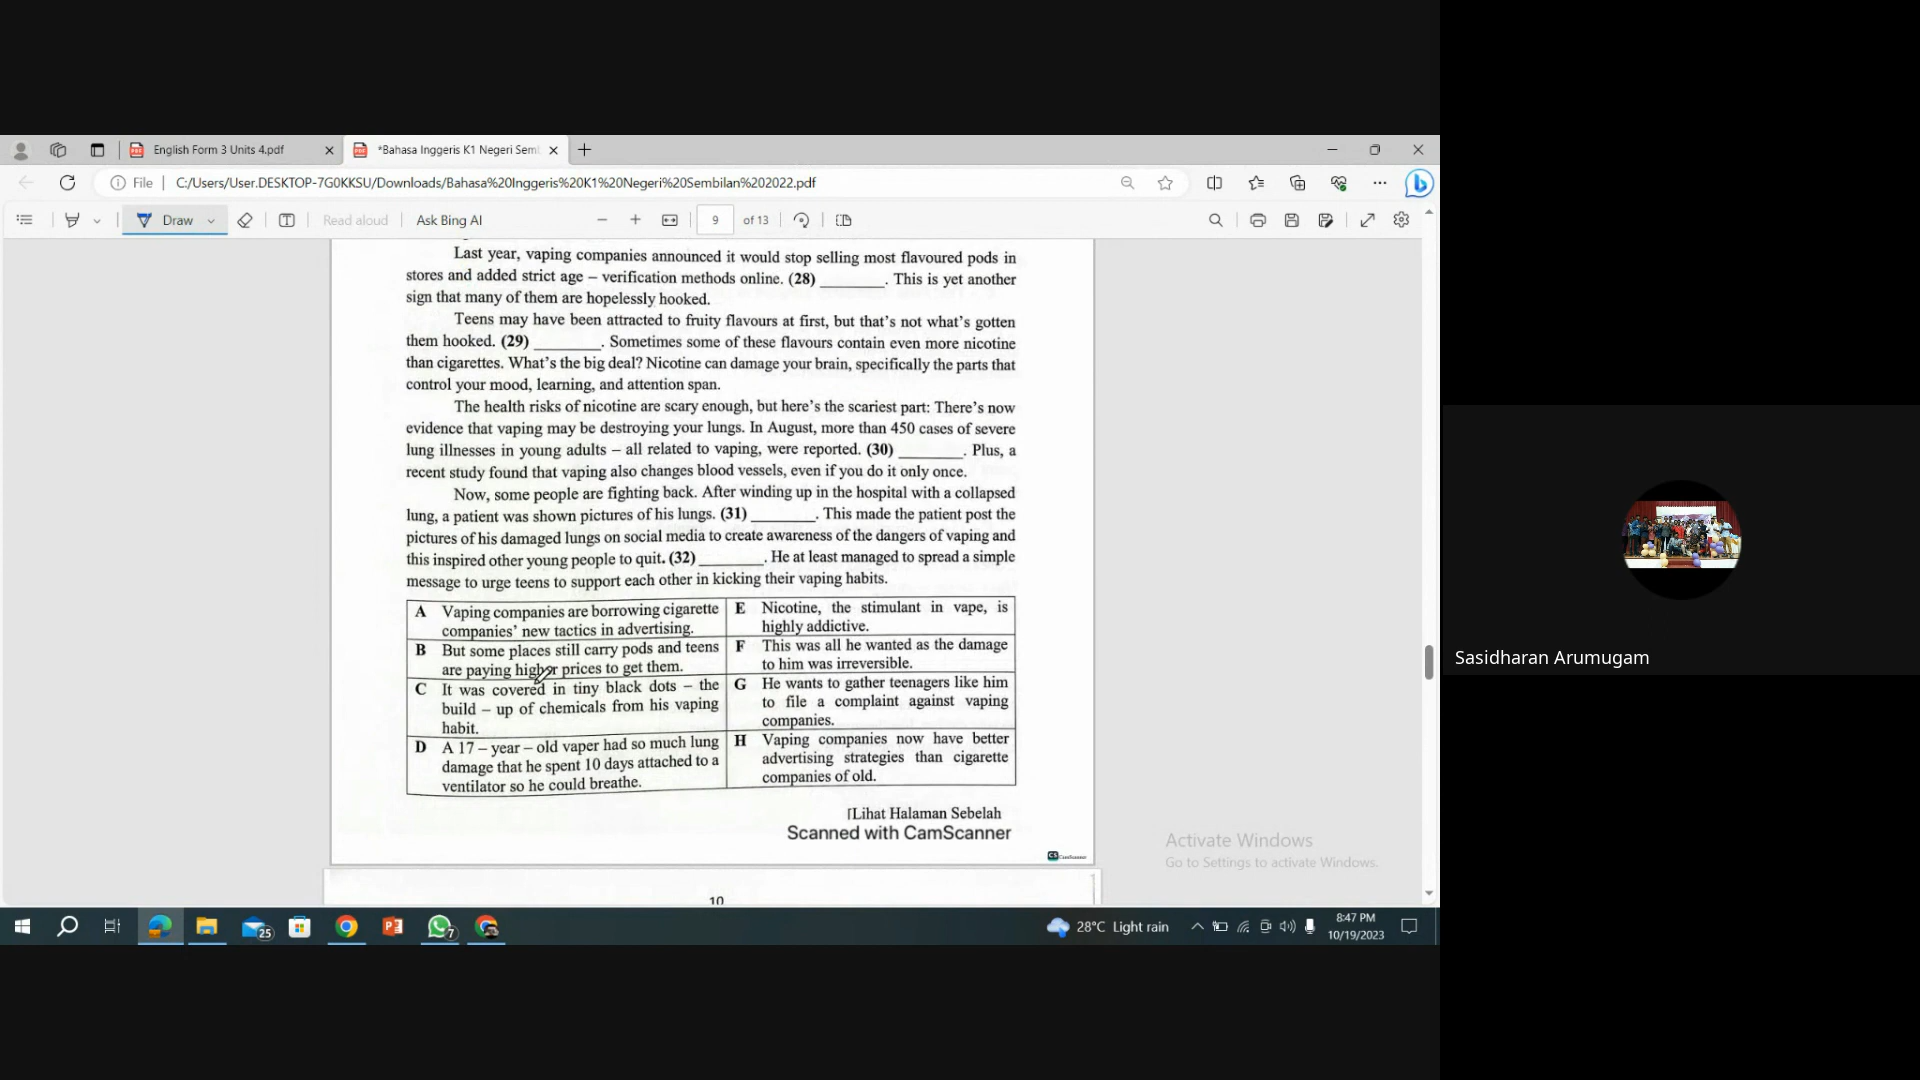 English Form 3 Units 4.pdf
*Bahasa Inggeris K1 Negeri Sem
File
C:/Users/User.DESKTOP-7G0KKSU/Downloads/Bahasa%20Inggeris%20K1%20Negeri%20Sembilan%202022.pdf
Draw
Read aloud
Ask Bing AI
9
of 13
Last year, vaping companies announced it would stop selling most flavoured pods in
stores and added strict age – verification methods online. (28) ________. This is yet another
sign that many of them are hopelessly hooked.
Teens may have been attracted to fruity flavours at first, but that's not what's gotten
them hooked. (29) ________. Sometimes some of these flavours contain even more nicotine
than cigarettes. What's the big deal? Nicotine can damage your brain, specifically the parts that
control your mood, learning, and attention span.
The health risks of nicotine are scary enough, but here's the scariest part: There's now
evidence that vaping may be destroying your lungs. In August, more than 450 cases of severe
lung illnesses in young adults – all related to vaping, were reported. (30) ________. Plus, a
recent study found that vaping also changes blood vessels, even if you do it only once.
Now, some people are fighting back. After winding up in the hospital with a collapsed
lung, a patient was shown pictures of his lungs. (31) ________. This made the patient post the
pictures of his damaged lungs on social media to create awareness of the dangers of vaping and
this inspired other young people to quit. (32) ________. He at least managed to spread a simple
message to urge teens to support each other in kicking their vaping habits.
A Vaping companies are borrowing cigarette
companies' new tactics in advertising.
B But some places still carry pods and teens
are paying higher prices to get them.
C It was covered in tiny black dots – the
build – up of chemicals from his vaping
habit.
D A 17 – year – old vaper had so much lung
damage that he spent 10 days attached to a
ventilator so he could breathe.
E Nicotine, the stimulant in vape, is
highly addictive.
F This was all he wanted as the damage
to him was irreversible.
G He wants to gather teenagers like him
to file a complaint against vaping
companies.
H Vaping companies now have better
advertising strategies than cigarette
companies of old.
[Lihat Halaman Sebelah
Scanned with CamScanner
CS CamScanner
10
Activate Windows
Go to Settings to activate Windows.
Sasidharan Arumugam
25
7
28°C Light rain
8:47 PM
10/19/2023